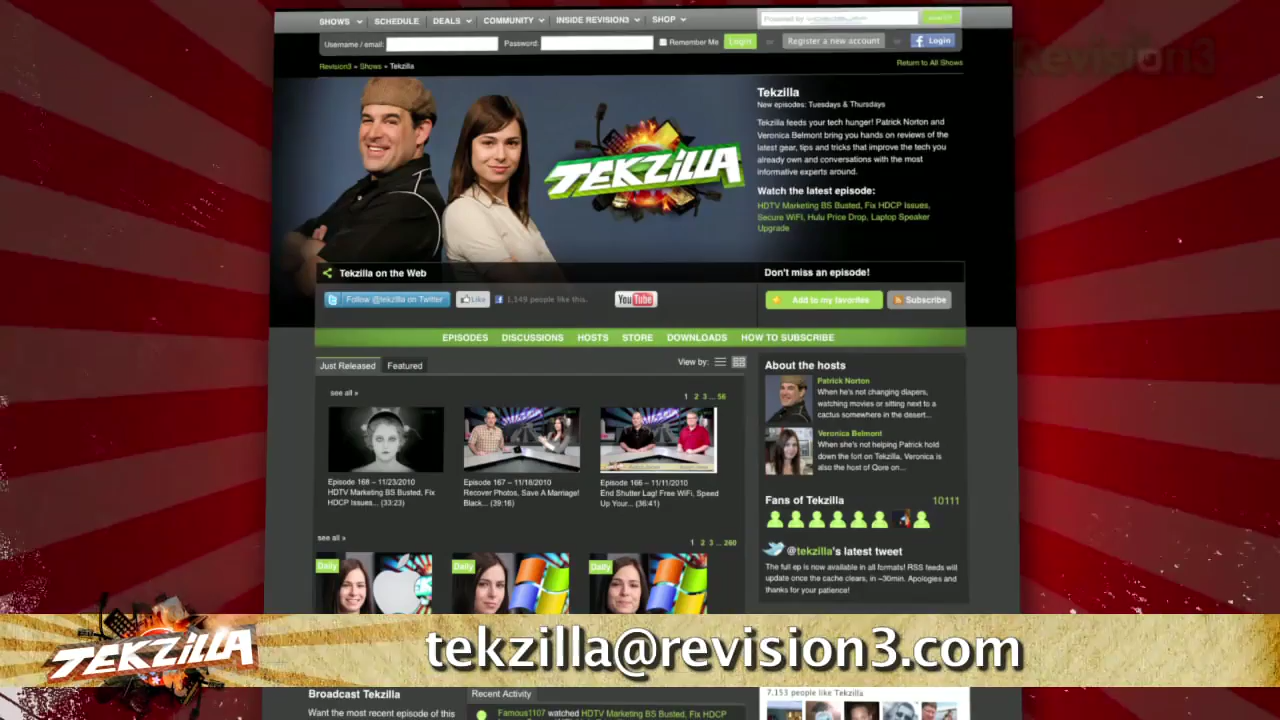 SHOWS SCHEDULE DEALS COMMUNITY INSIDE REVISION3 SHOP
Powered by
Username / email: Password: Remember Me Login or Register a new account or Login
Revision3 » Shows » Tekzilla
Return to All Shows
Revision3
Tekzilla
New episodes: Tuesdays & Thursdays
Tekzilla feeds your tech hunger! Patrick Norton and
Veronica Belmont bring you hands on reviews of the
latest gear, tips and tricks that improve the tech you
already own and conversations with the most
informative experts around.
TEKZILLA
Watch the latest episode:
HDTV Marketing BS Busted, Fix HDCP Issues,
Secure WiFi, Hulu Price Drop, Laptop Speaker
Upgrade
Tekzilla on the Web
Don't miss an episode!
Follow @tekzilla on Twitter Like 1,149 people like this. YouTube
Add to my favorites Subscribe
EPISODES DISCUSSIONS HOSTS STORE DOWNLOADS HOW TO SUBSCRIBE
Just Released Featured View by:
see all » 1 2 3 ... 56
Episode 168 – 11/23/2010
HDTV Marketing BS Busted, Fix
HDCP Issues... (33:23)
Episode 167 – 11/18/2010
Recover Photos, Save A Marriage!
Black... (39:16)
Episode 166 – 11/11/2010
End Shutter Lag! Free WiFi, Speed
Up Your... (36:41)
see all » 1 2 3 ... 260
Daily Daily Daily
About the hosts
Patrick Norton
When he's not changing diapers,
watching movies or sitting next to a
cactus somewhere in the desert...
Veronica Belmont
When she's not helping Patrick hold
down the fort on Tekzilla, Veronica is
also the host of Qore on...
Fans of Tekzilla 10111
@tekzilla's latest tweet
The full ep is now available in all formats! RSS feeds will
update once the cache clears, in ~30min. Apologies and
thanks for your patience!
TEKZILLA
tekzilla@revision3.com
Broadcast Tekzilla
Want the most recent episode of this
Recent Activity
Famous1107 watched HDTV Marketing BS Busted, Fix HDCP
7,153 people like Tekzilla